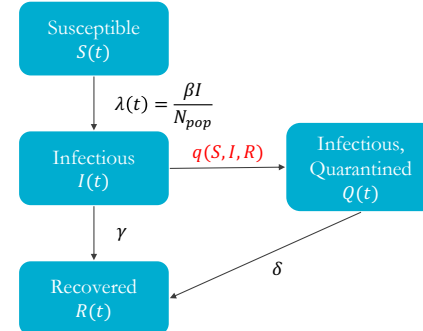 Susceptible
S(t)
λ(t) = βI / N_pop
Infectious
I(t)
q(S, I, R)
Infectious,
Quarantined
Q(t)
γ
δ
Recovered
R(t)